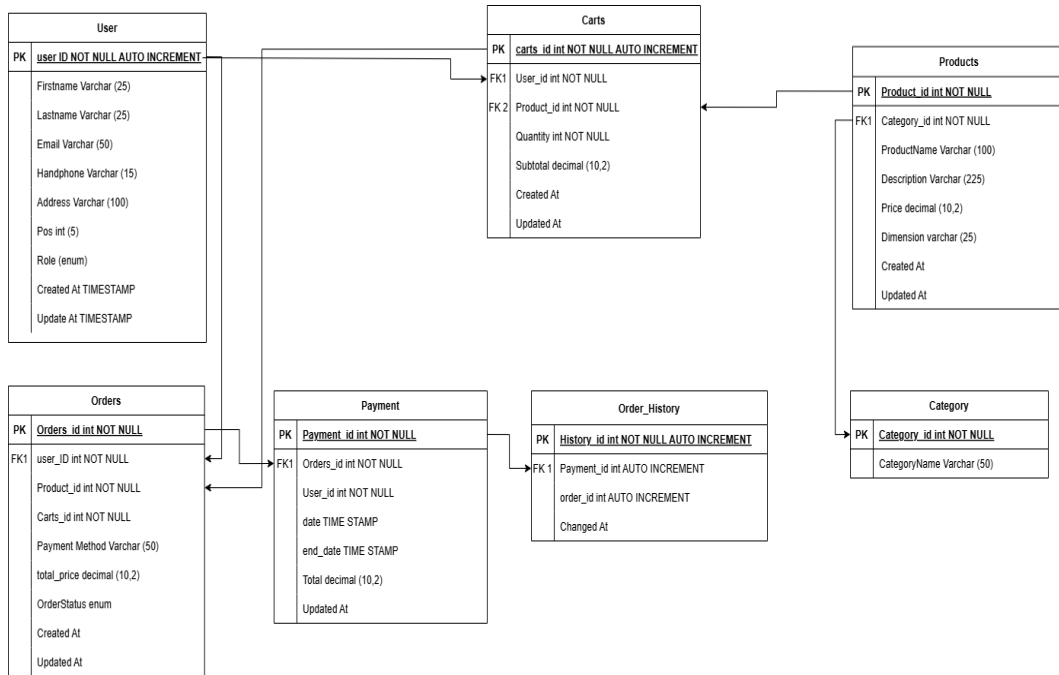 User
PK user ID NOT NULL AUTO INCREMENT
Firstname Varchar (25)
Lastname Varchar (25)
Email Varchar (50)
Handphone Varchar (15)
Address Varchar (100)
Pos int (5)
Role (enum)
Created At TIMESTAMP
Update At TIMESTAMP
Carts
PK carts_id int NOT NULL AUTO INCREMENT
FK1 User_id int NOT NULL
FK 2 Product_id int NOT NULL
Quantity int NOT NULL
Subtotal decimal (10,2)
Created At
Updated At
Products
PK Product_id int NOT NULL
FK1 Category_id int NOT NULL
ProductName Varchar (100)
Description Varchar (225)
Price decimal (10,2)
Dimension varchar (25)
Created At
Updated At
Orders
PK Orders_id int NOT NULL
FK1 user_ID int NOT NULL
Product_id int NOT NULL
Carts_id int NOT NULL
Payment Method Varchar (50)
total_price decimal (10,2)
OrderStatus enum
Created At
Updated At
Payment
PK Payment_id int NOT NULL
FK1 Orders_id int NOT NULL
User_id int NOT NULL
date TIME STAMP
end_date TIME STAMP
Total decimal (10,2)
Updated At
Order_History
PK History_id int NOT NULL AUTO INCREMENT
FK 1 Payment_id int AUTO INCREMENT
order_id int AUTO INCREMENT
Changed At
Category
PK Category_id int NOT NULL
CategoryName Varchar (50)